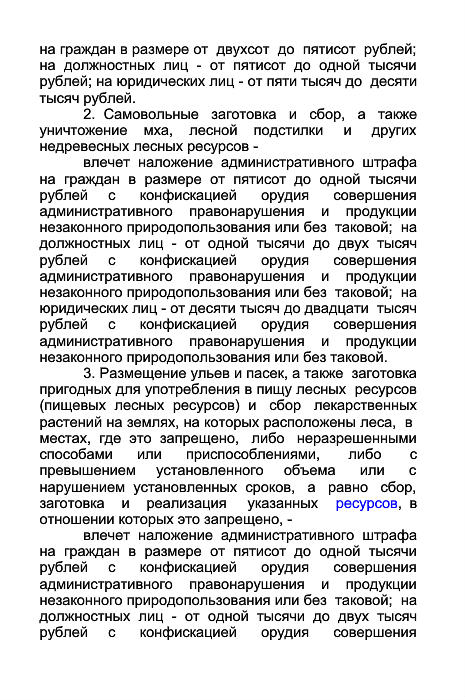 на граждан в размере от двухсот до пятисот рублей;
на должностных лиц - от пятисот до одной тысячи
рублей; на юридических лиц - от пяти тысяч до десяти
тысяч рублей.
2. Самовольные заготовка и сбор, а также
уничтожение мха, лесной подстилки и других
недревесных лесных ресурсов -
влечет наложение административного штрафа
на граждан в размере от пятисот до одной тысячи
рублей с конфискацией орудия совершения
административного правонарушения и продукции
незаконного природопользования или без таковой; на
должностных лиц - от одной тысячи до двух тысяч
рублей с конфискацией орудия совершения
административного правонарушения и продукции
незаконного природопользования или без таковой; на
юридических лиц - от десяти тысяч до двадцати тысяч
рублей с конфискацией орудия совершения
административного правонарушения и продукции
незаконного природопользования или без таковой.
3. Размещение ульев и пасек, а также заготовка
пригодных для употребления в пищу лесных ресурсов
(пищевых лесных ресурсов) и сбор лекарственных
растений на землях, на которых расположены леса, в
местах, где это запрещено, либо неразрешенными
способами или приспособлениями, либо с
превышением установленного объема или с
нарушением установленных сроков, а равно сбор,
заготовка и реализация указанных ресурсов, в
отношении которых это запрещено, -
влечет наложение административного штрафа
на граждан в размере от пятисот до одной тысячи
рублей с конфискацией орудия совершения
административного правонарушения и продукции
незаконного природопользования или без таковой; на
должностных лиц - от одной тысячи до двух тысяч
рублей с конфискацией орудия совершения